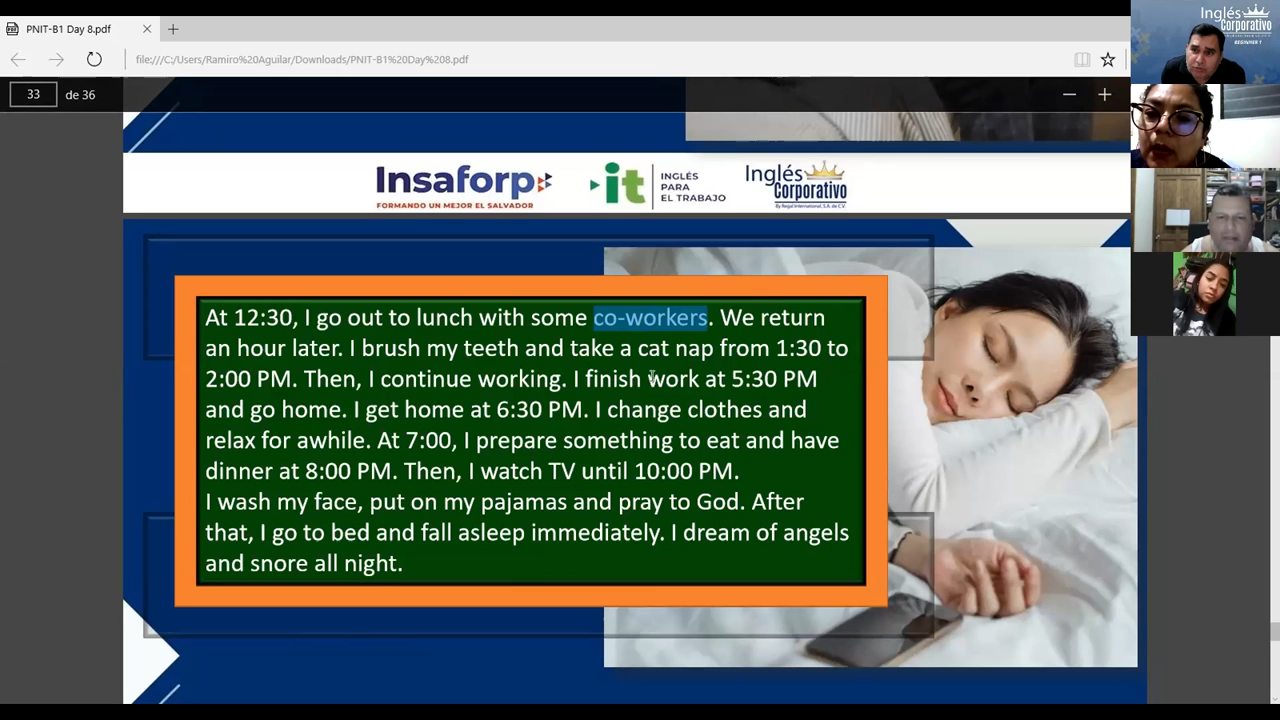 PNIT-B1 Day 8.pdf
file:///C:/Users/Ramiro%20Aguilar/Downloads/PNIT-B1%20Day%208.pdf
33 de 36
Insaforp
FORMANDO UN MEJOR EL SALVADOR
it
INGLÉS
PARA
EL TRABAJO
Inglés
Corporativo
By Regal International, S.A. de C.V.
At 12:30, I go out to lunch with some co-workers. We return
an hour later. I brush my teeth and take a cat nap from 1:30 to
2:00 PM. Then, I continue working. I finish work at 5:30 PM
and go home. I get home at 6:30 PM. I change clothes and
relax for awhile. At 7:00, I prepare something to eat and have
dinner at 8:00 PM. Then, I watch TV until 10:00 PM.
I wash my face, put on my pajamas and pray to God. After
that, I go to bed and fall asleep immediately. I dream of angels
and snore all night.
Inglés
Corporativo
BEGINNER 1